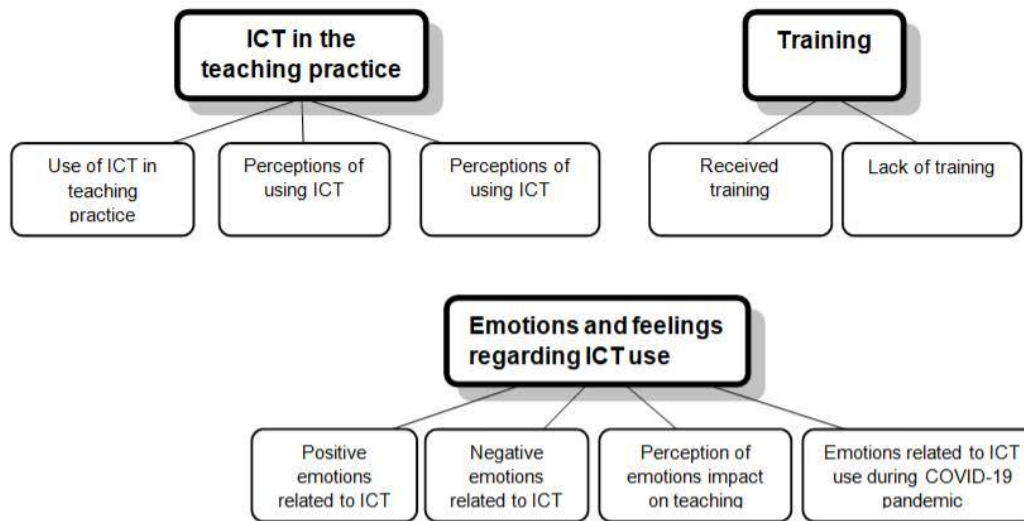 ICT in the
teaching practice
Training
Use of ICT in
teaching
practice
Perceptions of
using ICT
Perceptions of
using ICT
Received
training
Lack of training
Emotions and feelings
regarding ICT use
Positive
emotions
related to ICT
Negative
emotions
related to ICT
Perception of
emotions impact
on teaching
Emotions related to ICT
use during COVID-19
pandemic